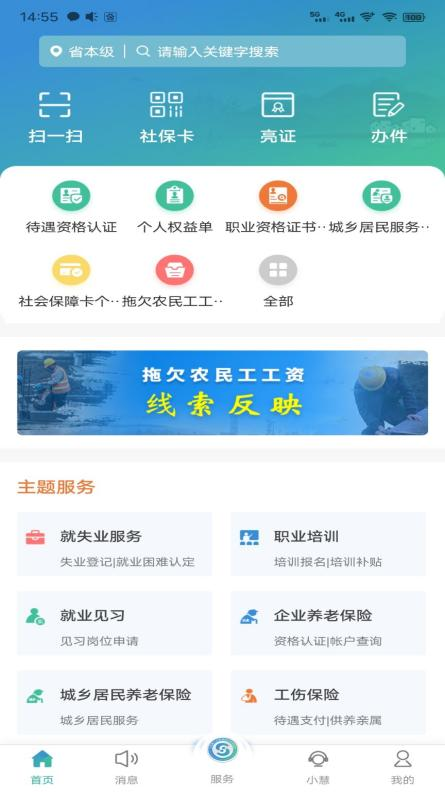 14:55 5G 4G 100
省本级 | 请输入关键字搜索
扫一扫 社保卡 亮证 办件
待遇资格认证 个人权益单 职业资格证书·· 城乡居民服务··
社会保障卡个·· 拖欠农民工工·· 全部
拖欠农民工工资
线索反映
主题服务
就失业服务 职业培训
失业登记|就业困难认定 培训报名|培训补贴
就业见习 企业养老保险
见习岗位申请 资格认证|帐户查询
城乡居民养老保险 工伤保险
城乡居民服务 待遇支付|供养亲属
首页 消息 服务 小慧 我的